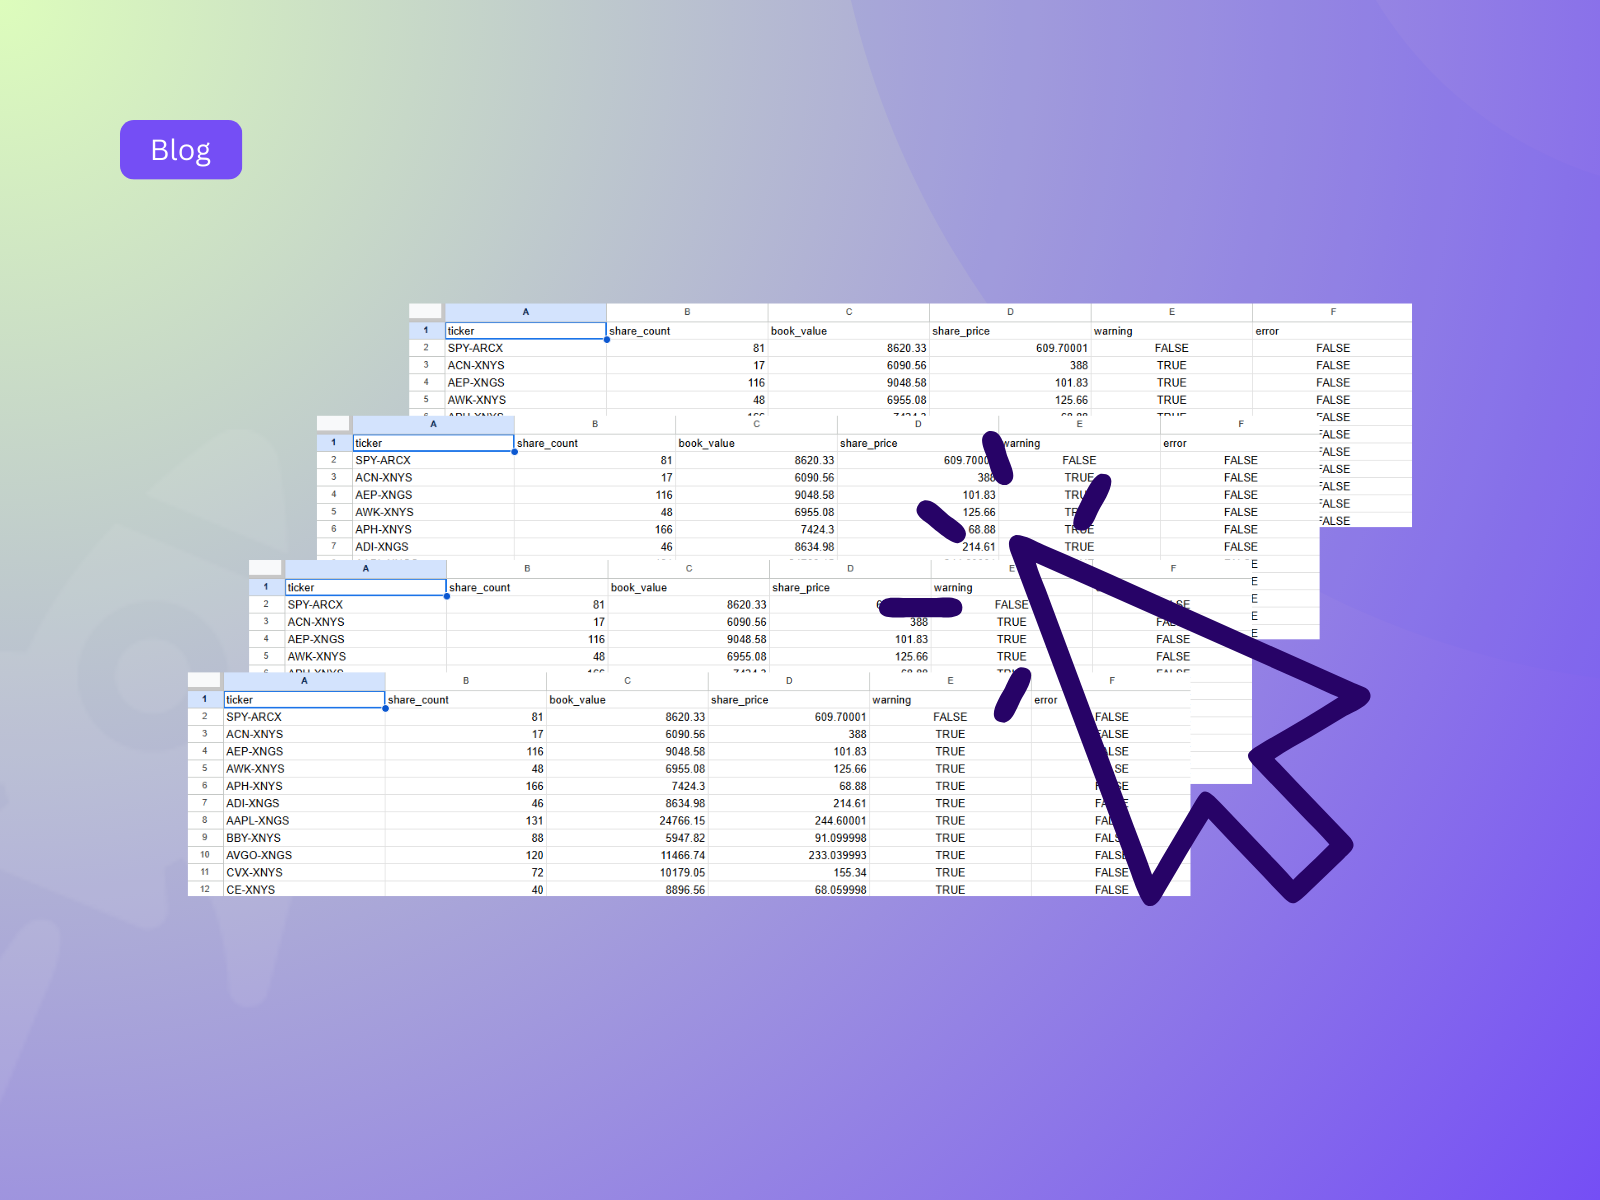 Blog
A B C D E F
1 ticker share_count book_value share_price warning error
2 SPY-ARCX 81 8620.33 609.70001 FALSE FALSE
3 ACN-XNYS 17 6090.56 388 TRUE FALSE
4 AEP-XNGS 116 9048.58 101.83 TRUE FALSE
5 AWK-XNYS 48 6955.08 125.66 TRUE FALSE
A B C D E F
1 ticker share_count book_value share_price warning error
2 SPY-ARCX 81 8620.33 FALSE FALSE
3 ACN-XNYS 17 6090.56 388 TRUE FALSE
4 AEP-XNGS 116 9048.58 101.83 TRUE FALSE
5 AWK-XNYS 48 6955.08 125.66 TRUE FALSE
6 APH-XNYS 166 7424.3 68.88 TRUE FALSE
7 ADI-XNGS 46 8634.98 214.61 TRUE FALSE
A B C D E F
1 ticker share_count book_value share_price warning
2 SPY-ARCX 81 8620.33 FALSE
3 ACN-XNYS 17 6090.56 388 TRUE FALSE
4 AEP-XNGS 116 9048.58 101.83 TRUE FALSE
5 AWK-XNYS 48 6955.08 125.66 TRUE FALSE
A B C D E F
1 ticker share_count book_value share_price warning error
2 SPY-ARCX 81 8620.33 609.70001 FALSE FALSE
3 ACN-XNYS 17 6090.56 388 TRUE FALSE
4 AEP-XNGS 116 9048.58 101.83 TRUE FALSE
5 AWK-XNYS 48 6955.08 125.66 TRUE FALSE
6 APH-XNYS 166 7424.3 68.88 TRUE FALSE
7 ADI-XNGS 46 8634.98 214.61 TRUE FALSE
8 AAPL-XNGS 131 24766.15 244.60001 TRUE FALSE
9 BBY-XNYS 88 5947.82 91.099998 TRUE FALSE
10 AVGO-XNGS 120 11466.74 233.039993 TRUE FALSE
11 CVX-XNYS 72 10179.05 155.34 TRUE FALSE
12 CE-XNYS 40 8896.56 68.059998 TRUE FALSE